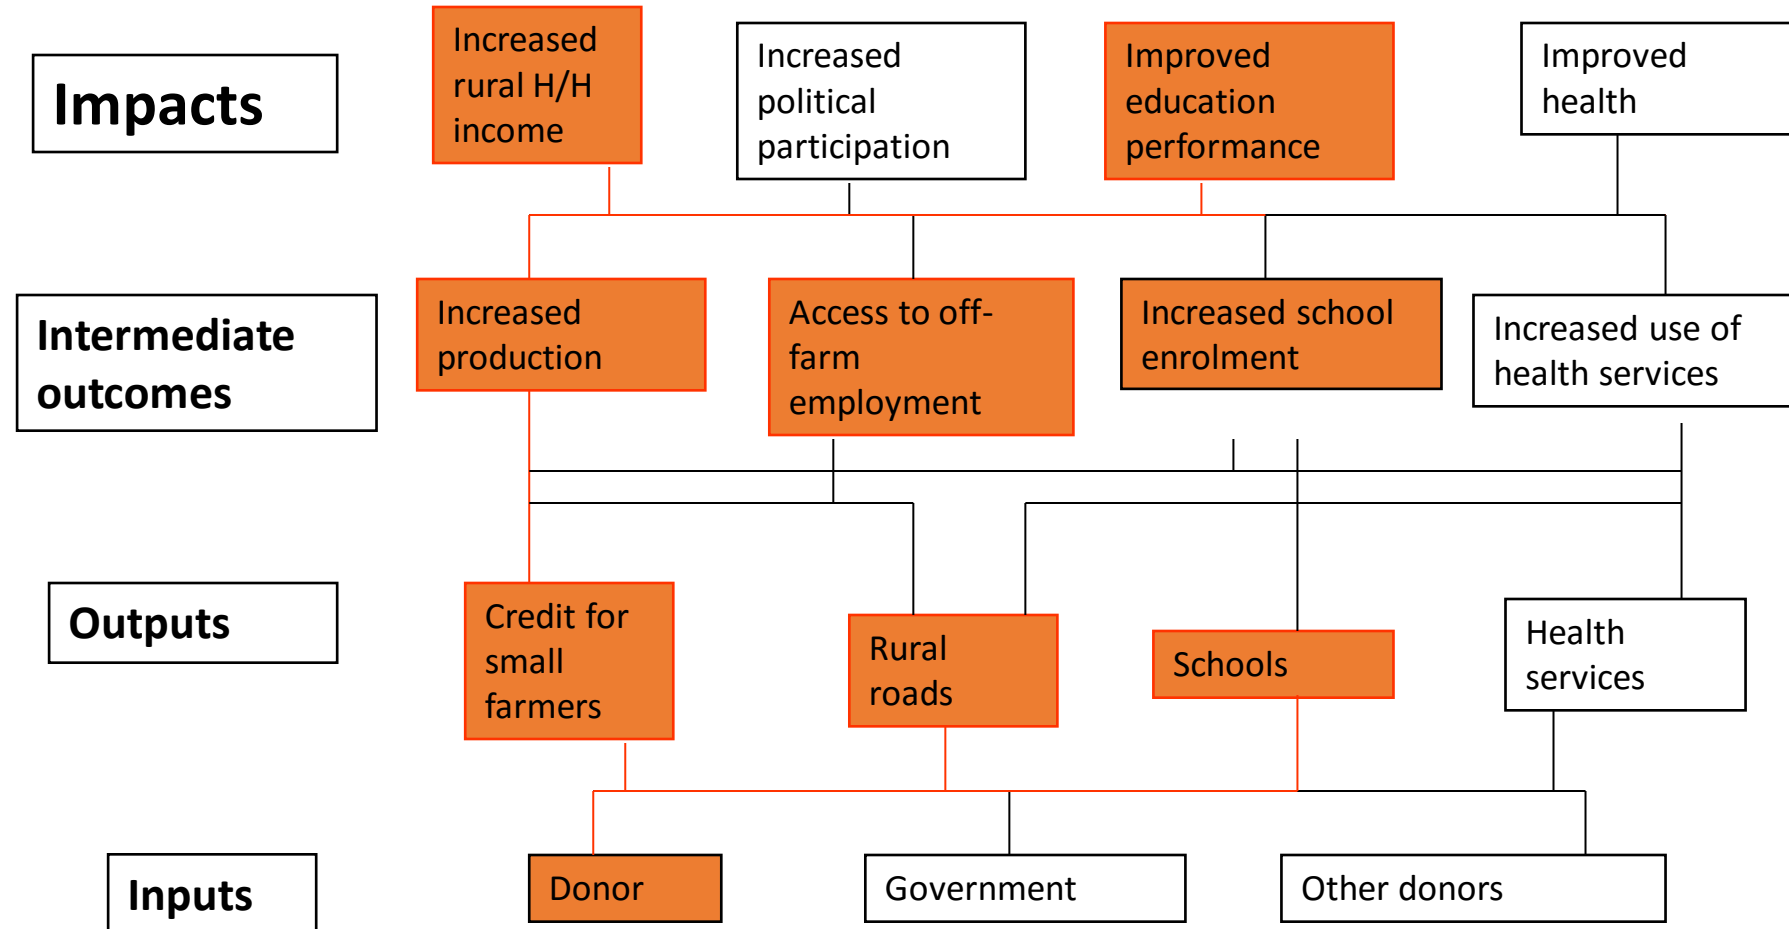 Impacts
Increased
rural H/H
income
Increased
political
participation
Improved
education
performance
Improved
health
Intermediate
outcomes
Increased
production
Access to off-
farm
employment
Increased school
enrolment
Increased use of
health services
Outputs
Credit for
small
farmers
Rural
roads
Schools
Health
services
Inputs
Donor
Government
Other donors